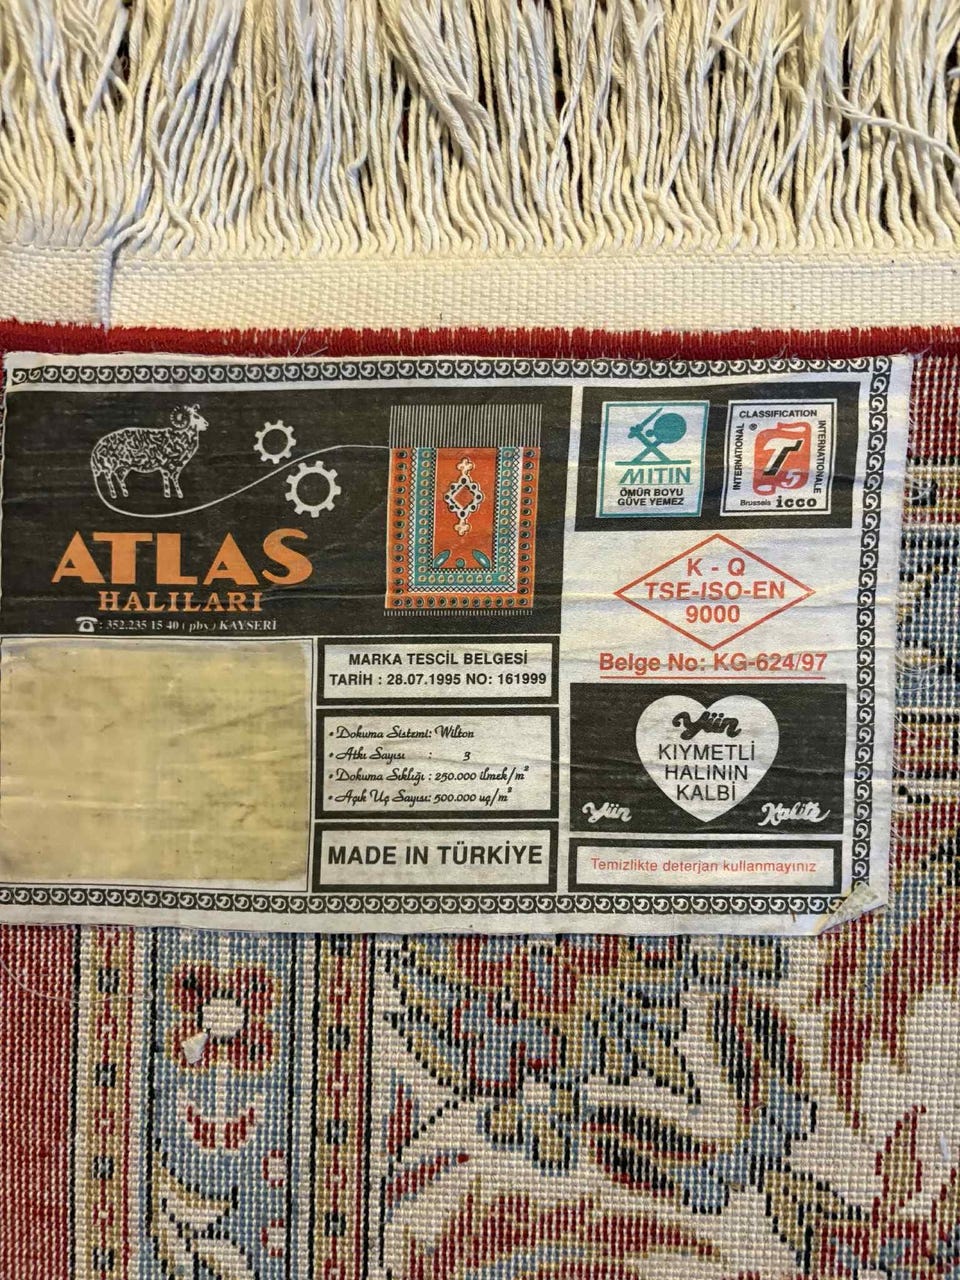 ATLAS
HALILARI
☎ : 352.235 15 40 ( pbx ) KAYSERİ
MITIN
ÖMÜR BOYU
GÜVE YEMEZ
CLASSIFICATION
INTERNATIONAL
®
INTERNATIONALE
T
5
Brussels icco
K - Q
TSE-ISO-EN
9000
Belge No: KG-624/97
MARKA TESCİL BELGESİ
TARİH : 28.07.1995 NO: 161999
• Dokuma Sistemi: Wilton
• Atkı Sayısı : 3
• Dokuma Sıklığı : 250.000 ilmek/m²
• Açık Uç Sayısı: 500.000 uç/m²
MADE IN TÜRKİYE
Yün
KIYMETLİ
HALININ
KALBİ
Yün Kalite
Temizlikte deterjan kullanmayınız